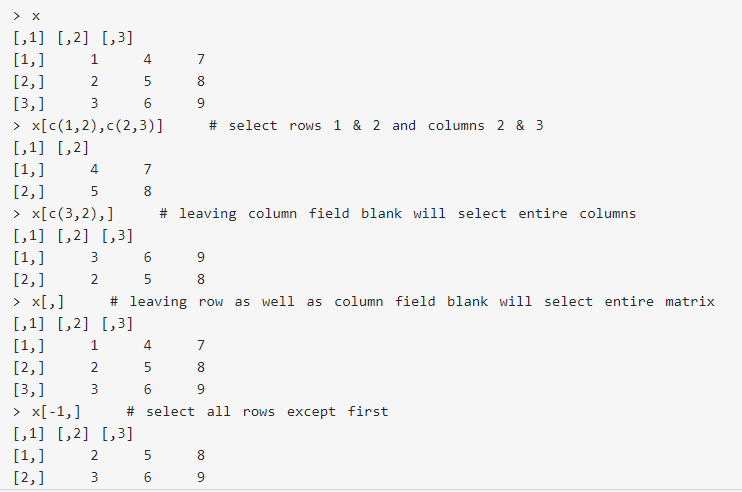 > x
[,1] [,2] [,3]
[1,]    1    4    7
[2,]    2    5    8
[3,]    3    6    9
> x[c(1,2),c(2,3)]    # select rows 1 & 2 and columns 2 & 3
[,1] [,2]
[1,]    4    7
[2,]    5    8
> x[c(3,2),]    # leaving column field blank will select entire columns
[,1] [,2] [,3]
[1,]    3    6    9
[2,]    2    5    8
> x[,]    # leaving row as well as column field blank will select entire matrix
[,1] [,2] [,3]
[1,]    1    4    7
[2,]    2    5    8
[3,]    3    6    9
> x[-1,]    # select all rows except first
[,1] [,2] [,3]
[1,]    2    5    8
[2,]    3    6    9